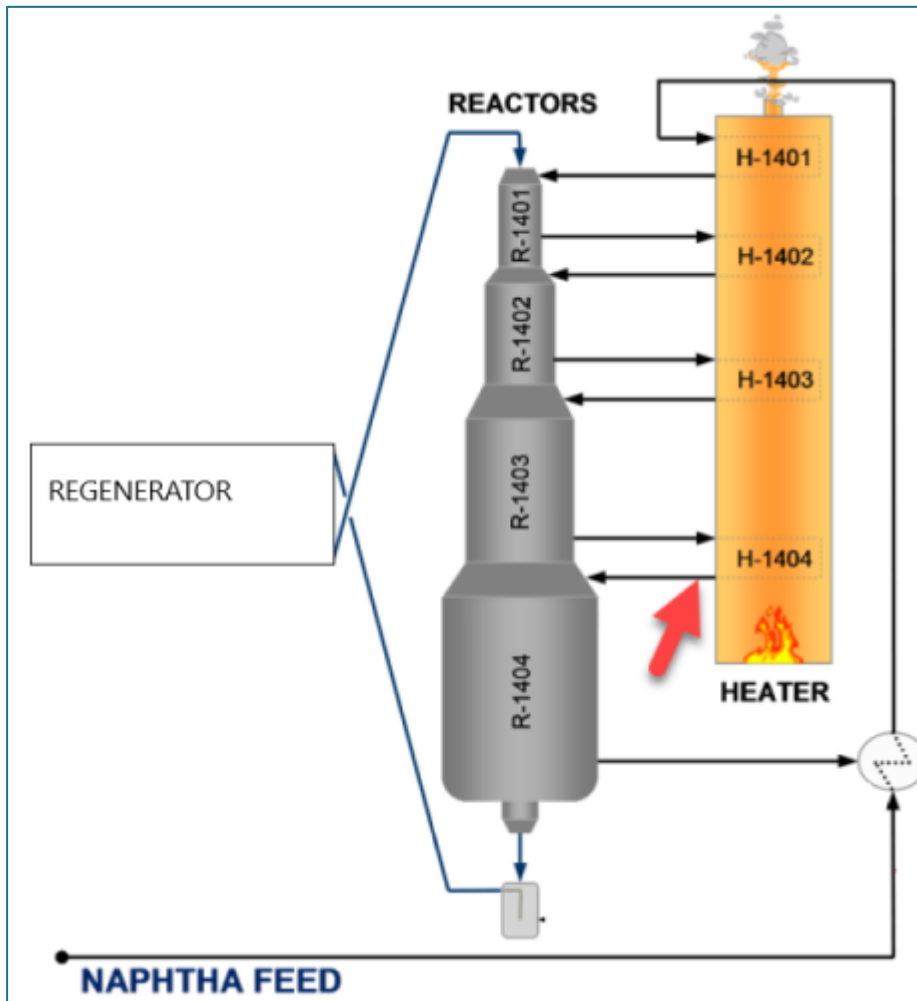 REACTORS
H-1401
R-1401
H-1402
R-1402
H-1403
REGENERATOR
R-1403
H-1404
R-1404
HEATER
NAPHTHA FEED